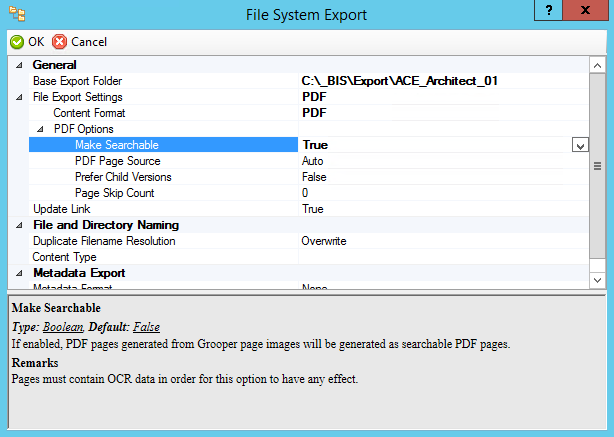 File System Export
? x
OK Cancel
General
Base Export Folder C:\_BIS\Export\ACE_Architect_01
File Export Settings PDF
Content Format PDF
PDF Options
Make Searchable True
PDF Page Source Auto
Prefer Child Versions False
Page Skip Count 0
Update Link True
File and Directory Naming
Duplicate Filename Resolution Overwrite
Content Type
Metadata Export
Metadata Format None
Make Searchable
Type: Boolean, Default: False
If enabled, PDF pages generated from Grooper page images will be generated as searchable PDF pages.
Remarks
Pages must contain OCR data in order for this option to have any effect.